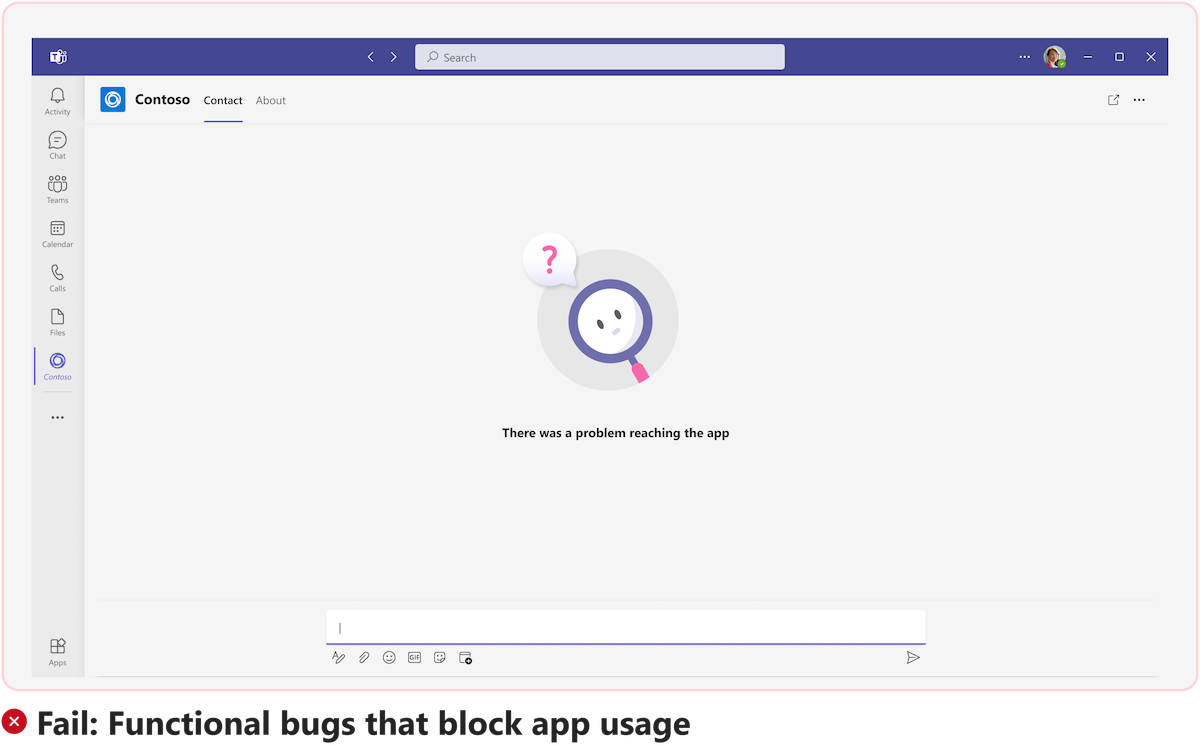 Search
Activity
Chat
Teams
Calendar
Calls
Files
Contoso
Apps
Contoso Contact About
?
There was a problem reaching the app
GIF
Fail: Functional bugs that block app usage